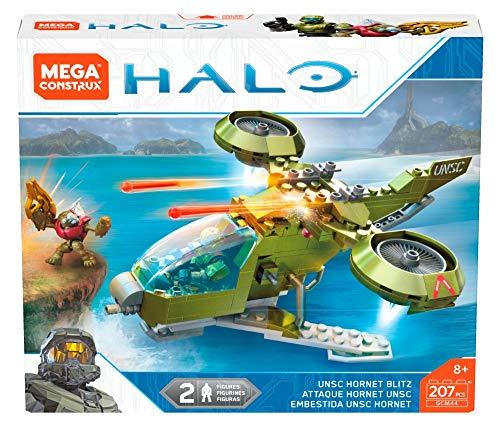 MEGA
CONSTRUX
HALO
UNSC
2
FIGURES
FIGURINES
FIGURAS
UNSC HORNET BLITZ
ATTAQUE HORNET UNSC
EMBESTIDA UNSC HORNET
8+
207 PCS
GCM44